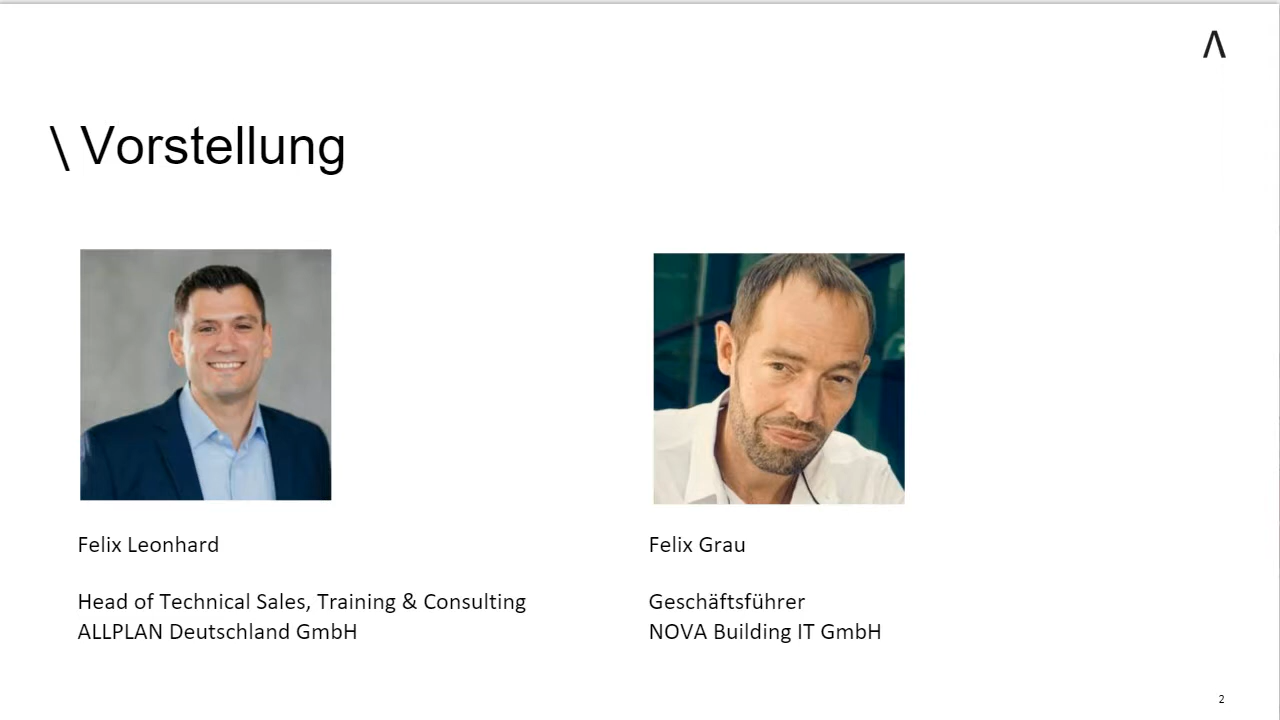 \ Vorstellung
Felix Leonhard
Head of Technical Sales, Training & Consulting
ALLPLAN Deutschland GmbH
Felix Grau
Geschäftsführer
NOVA Building IT GmbH
2